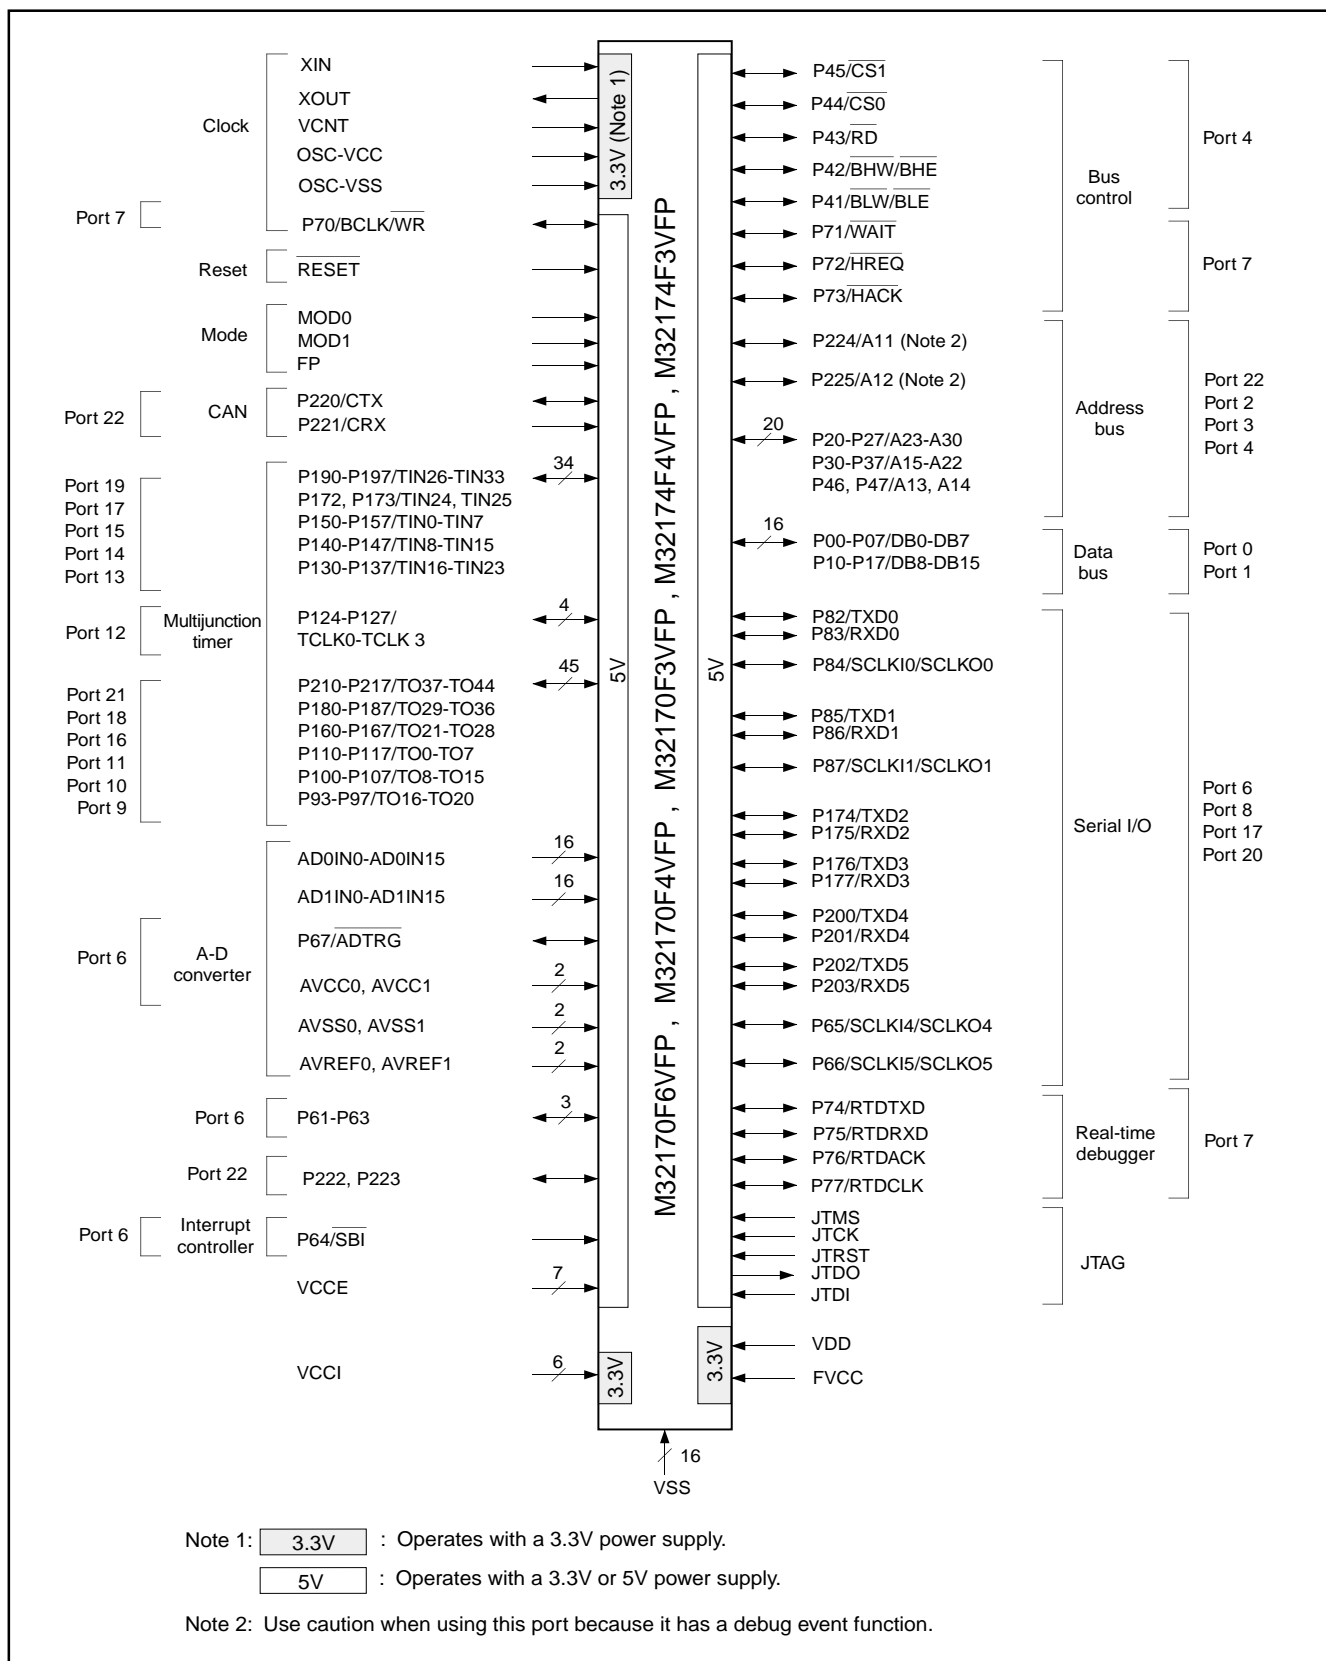 XIN
XOUT
VCNT
OSC-VCC
OSC-VSS
P70/BCLK/WR
Clock
Port 7
Reset
RESET
Mode
MOD0
MOD1
FP
Port 22
CAN
P220/CTX
P221/CRX
34
P190-P197/TIN26-TIN33
P172, P173/TIN24, TIN25
P150-P157/TIN0-TIN7
P140-P147/TIN8-TIN15
P130-P137/TIN16-TIN23
Port 19
Port 17
Port 15
Port 14
Port 13
Port 12
Multijunction
timer
P124-P127/
TCLK0-TCLK 3
4
45
P210-P217/TO37-TO44
P180-P187/TO29-TO36
P160-P167/TO21-TO28
P110-P117/TO0-TO7
P100-P107/TO8-TO15
P93-P97/TO16-TO20
Port 21
Port 18
Port 16
Port 11
Port 10
Port 9
AD0IN0-AD0IN15
16
AD1IN0-AD1IN15
16
Port 6
A-D
converter
P67/ADTRG
AVCC0, AVCC1
2
AVSS0, AVSS1
2
AVREF0, AVREF1
2
Port 6
P61-P63
3
Port 22
P222, P223
Port 6
Interrupt
controller
P64/SBI
VCCE
7
VCCI
6
3.3V (Note 1)
5V
3.3V
M32170F6VFP , M32170F4VFP , M32170F3VFP , M32174F4VFP , M32174F3VFP
5V
3.3V
16
VSS
P45/CS1
P44/CS0
P43/RD
P42/BHW/BHE
P41/BLW/BLE
P71/WAIT
P72/HREQ
P73/HACK
Bus
control
Port 4
Port 7
P224/A11 (Note 2)
P225/A12 (Note 2)
20
P20-P27/A23-A30
P30-P37/A15-A22
P46, P47/A13, A14
Address
bus
Port 22
Port 2
Port 3
Port 4
16
P00-P07/DB0-DB7
P10-P17/DB8-DB15
Data
bus
Port 0
Port 1
P82/TXD0
P83/RXD0
P84/SCLKI0/SCLKO0
P85/TXD1
P86/RXD1
P87/SCLKI1/SCLKO1
P174/TXD2
P175/RXD2
P176/TXD3
P177/RXD3
P200/TXD4
P201/RXD4
P202/TXD5
P203/RXD5
P65/SCLKI4/SCLKO4
P66/SCLKI5/SCLKO5
Serial I/O
Port 6
Port 8
Port 17
Port 20
P74/RTDTXD
P75/RTDRXD
P76/RTDACK
P77/RTDCLK
Real-time
debugger
Port 7
JTMS
JTCK
JTRST
JTDO
JTDI
JTAG
VDD
FVCC
Note 1: 3.3V : Operates with a 3.3V power supply.
5V : Operates with a 3.3V or 5V power supply.
Note 2: Use caution when using this port because it has a debug event function.